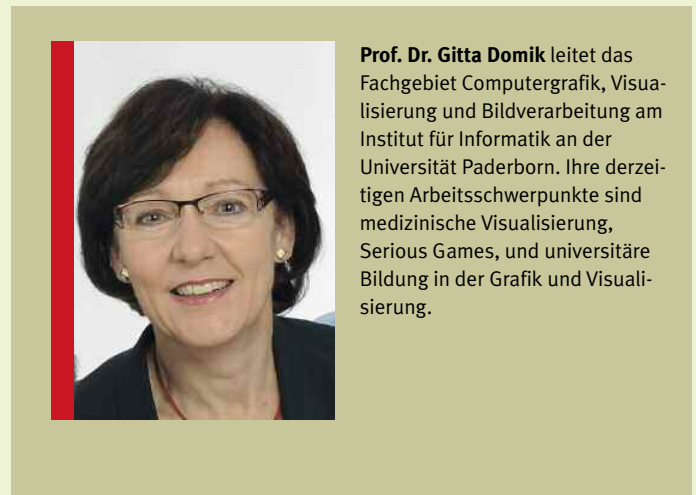 Prof. Dr. Gitta Domik leitet das
Fachgebiet Computergrafik, Visua-
lisierung und Bildverarbeitung am
Institut für Informatik an der
Universität Paderborn. Ihre derzei-
tigen Arbeitsschwerpunkte sind
medizinische Visualisierung,
Serious Games, und universitäre
Bildung in der Grafik und Visuali-
sierung.